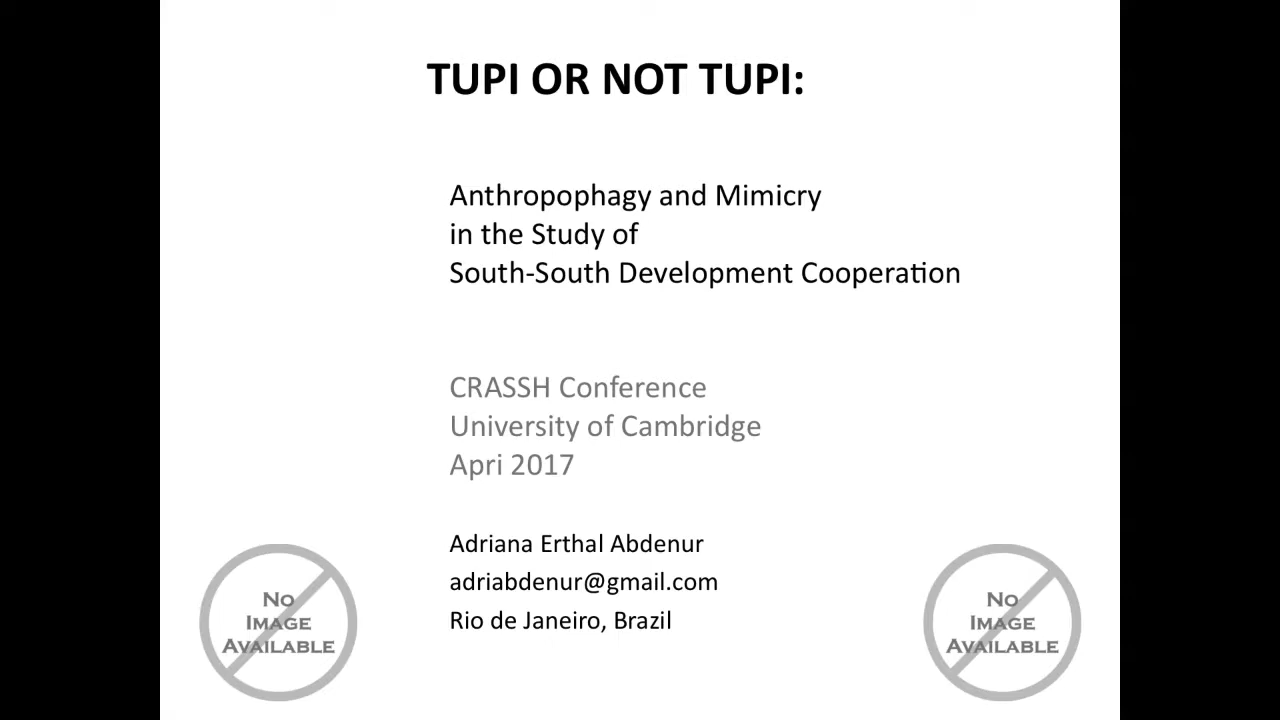 TUPI OR NOT TUPI:
Anthropophagy and Mimicry
in the Study of
South-South Development Cooperation
CRASSH Conference
University of Cambridge
Apri 2017
Adriana Erthal Abdenur
adriabdenur@gmail.com
Rio de Janeiro, Brazil
NO
IMAGE
AVAILABLE
NO
IMAGE
AVAILABLE